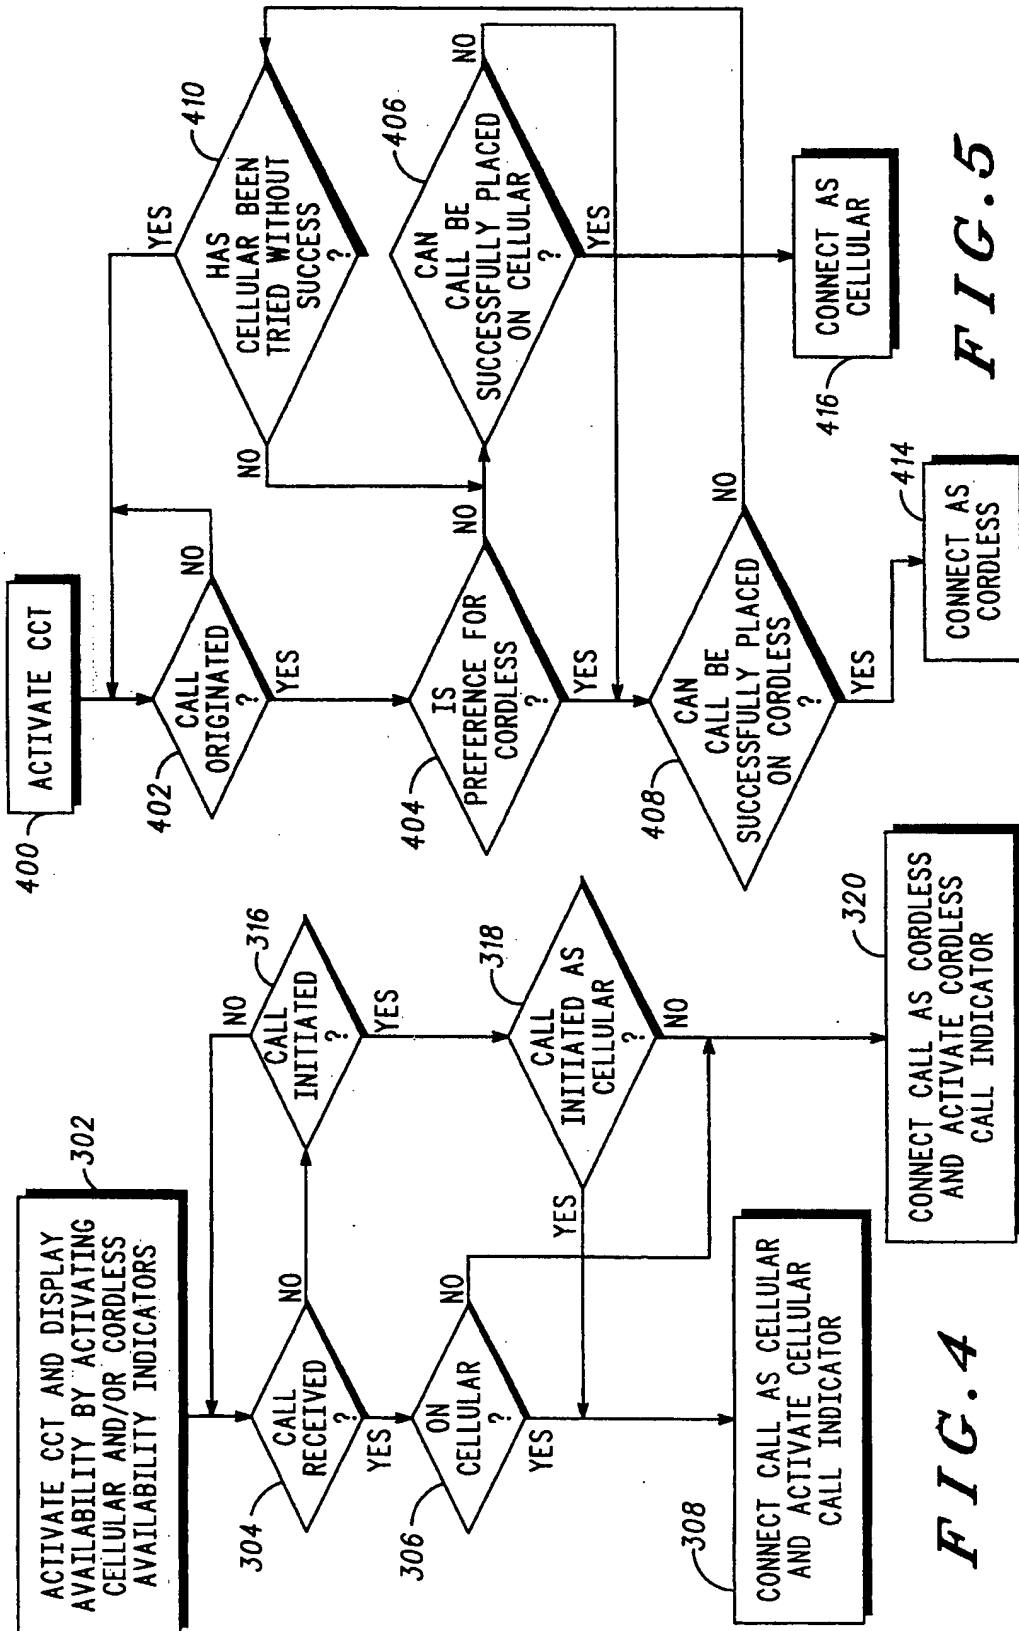 ACTIVATE CCT AND DISPLAY
AVAILABILITY BY ACTIVATING
CELLULAR AND/OR CORDLESS
AVAILABILITY INDICATORS
302
304
CALL
RECEIVED
?
NO
YES
316
CALL
INITIATED
?
NO
YES
306
ON
CELLULAR
?
NO
YES
318
CALL
INITIATED AS
CELLULAR
?
YES
NO
308
CONNECT CALL AS CELLULAR
AND ACTIVATE CELLULAR
CALL INDICATOR
320
CONNECT CALL AS CORDLESS
AND ACTIVATE CORDLESS
CALL INDICATOR
FIG.4
400
ACTIVATE CCT
402
CALL
ORIGINATED
?
NO
YES
404
IS
PREFERENCE FOR
CORDLESS
?
NO
YES
410
HAS
CELLULAR BEEN
TRIED WITHOUT
SUCCESS
?
YES
NO
NO
406
CAN
CALL BE
SUCCESSFULLY PLACED
ON CELLULAR
?
NO
YES
408
CAN
CALL BE
SUCCESSFULLY PLACED
ON CORDLESS
?
NO
YES
414
CONNECT AS
CORDLESS
416
CONNECT AS
CELLULAR
FIG.5